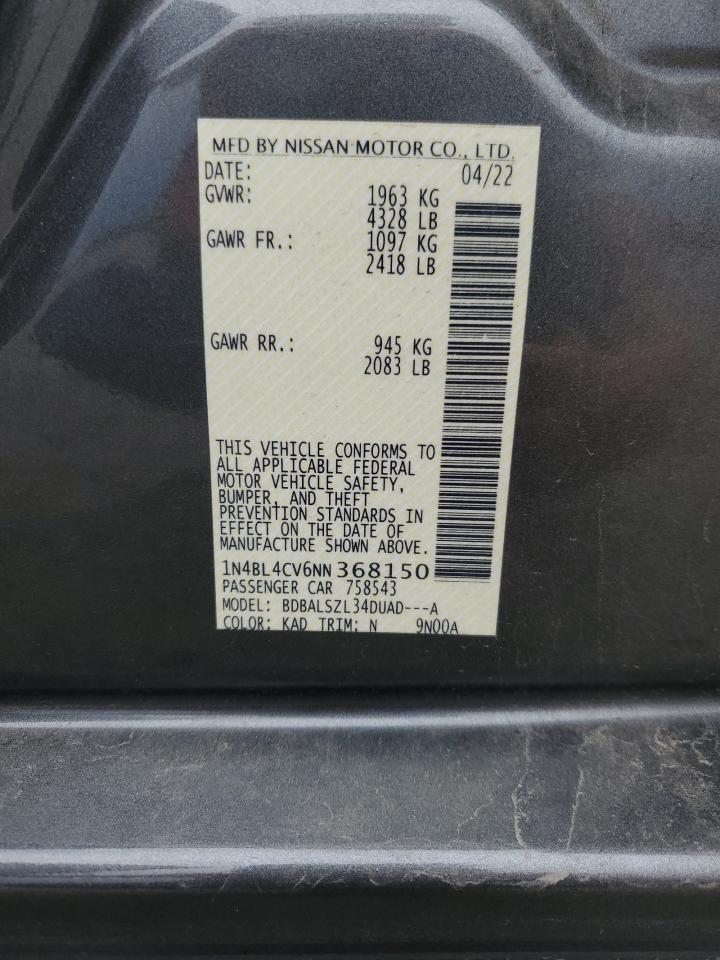 MFD BY NISSAN MOTOR CO., LTD.
DATE: 04/22
GVWR: 1963 KG
4328 LB
GAWR FR.: 1097 KG
2418 LB
GAWR RR.: 945 KG
2083 LB
THIS VEHICLE CONFORMS TO
ALL APPLICABLE FEDERAL
MOTOR VEHICLE SAFETY,
BUMPER, AND THEFT
PREVENTION STANDARDS IN
EFFECT ON THE DATE OF
MANUFACTURE SHOWN ABOVE.
1N4BL4CV6NN368150
PASSENGER CAR 758543
MODEL: BDBALSZL34DUAD---A
COLOR: KAD TRIM: N 9N00A